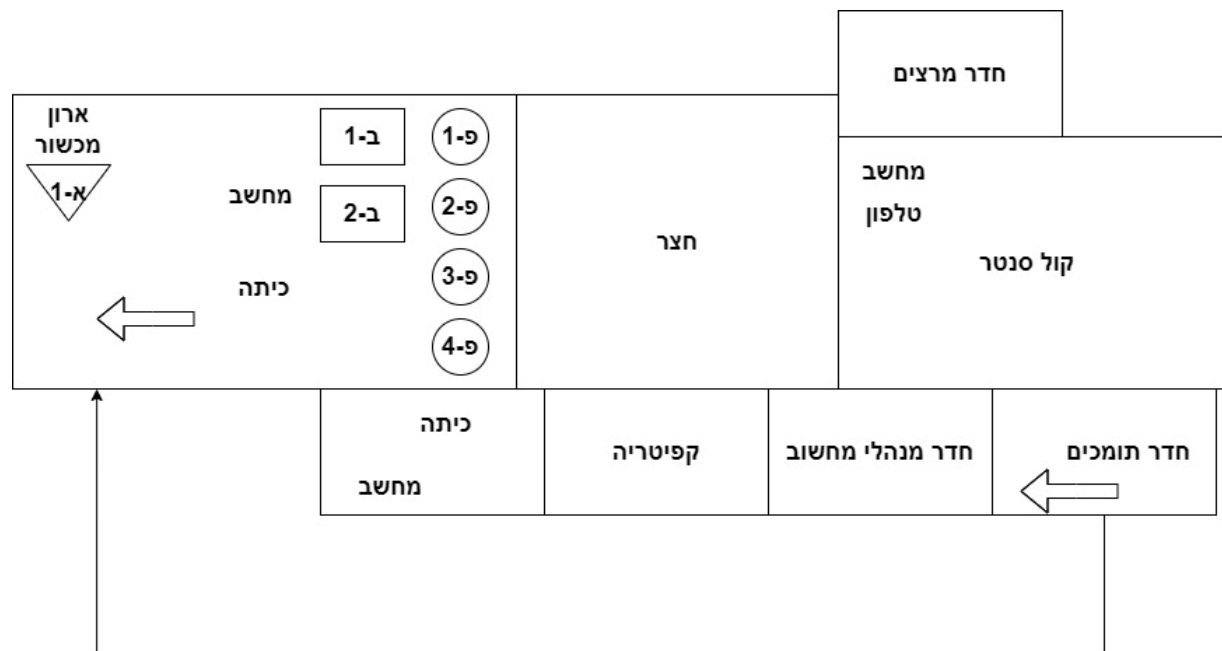 חדר מרצים
ארון
מכשור
א-1
ב-1
פ-1
מחשב
ב-2
פ-2
כיתה
פ-3
פ-4
חצר
מחשב
טלפון
קול סנטר
כיתה
מחשב
קפיטריה
חדר מנהלי מחשוב
חדר תומכים